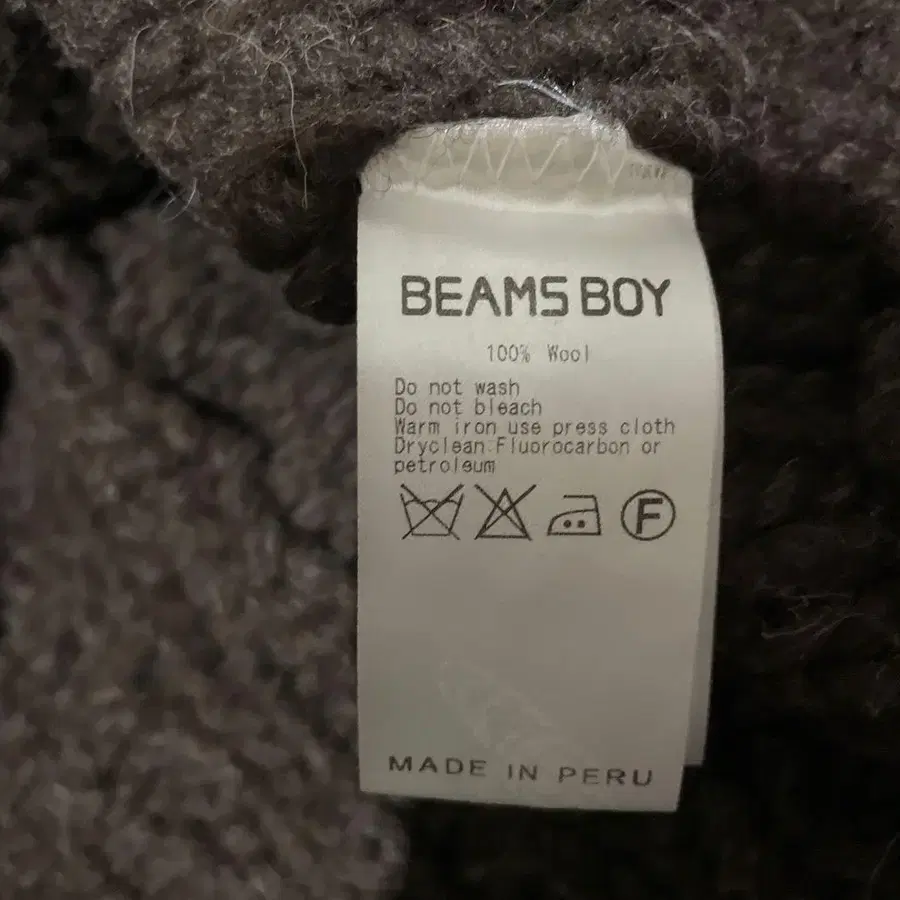 BEAMS BOY
100% Wool
Do not wash
Do not bleach
Warm iron use press cloth
Dryclean:Fluorocarbon or
petroleum
F
MADE IN PERU